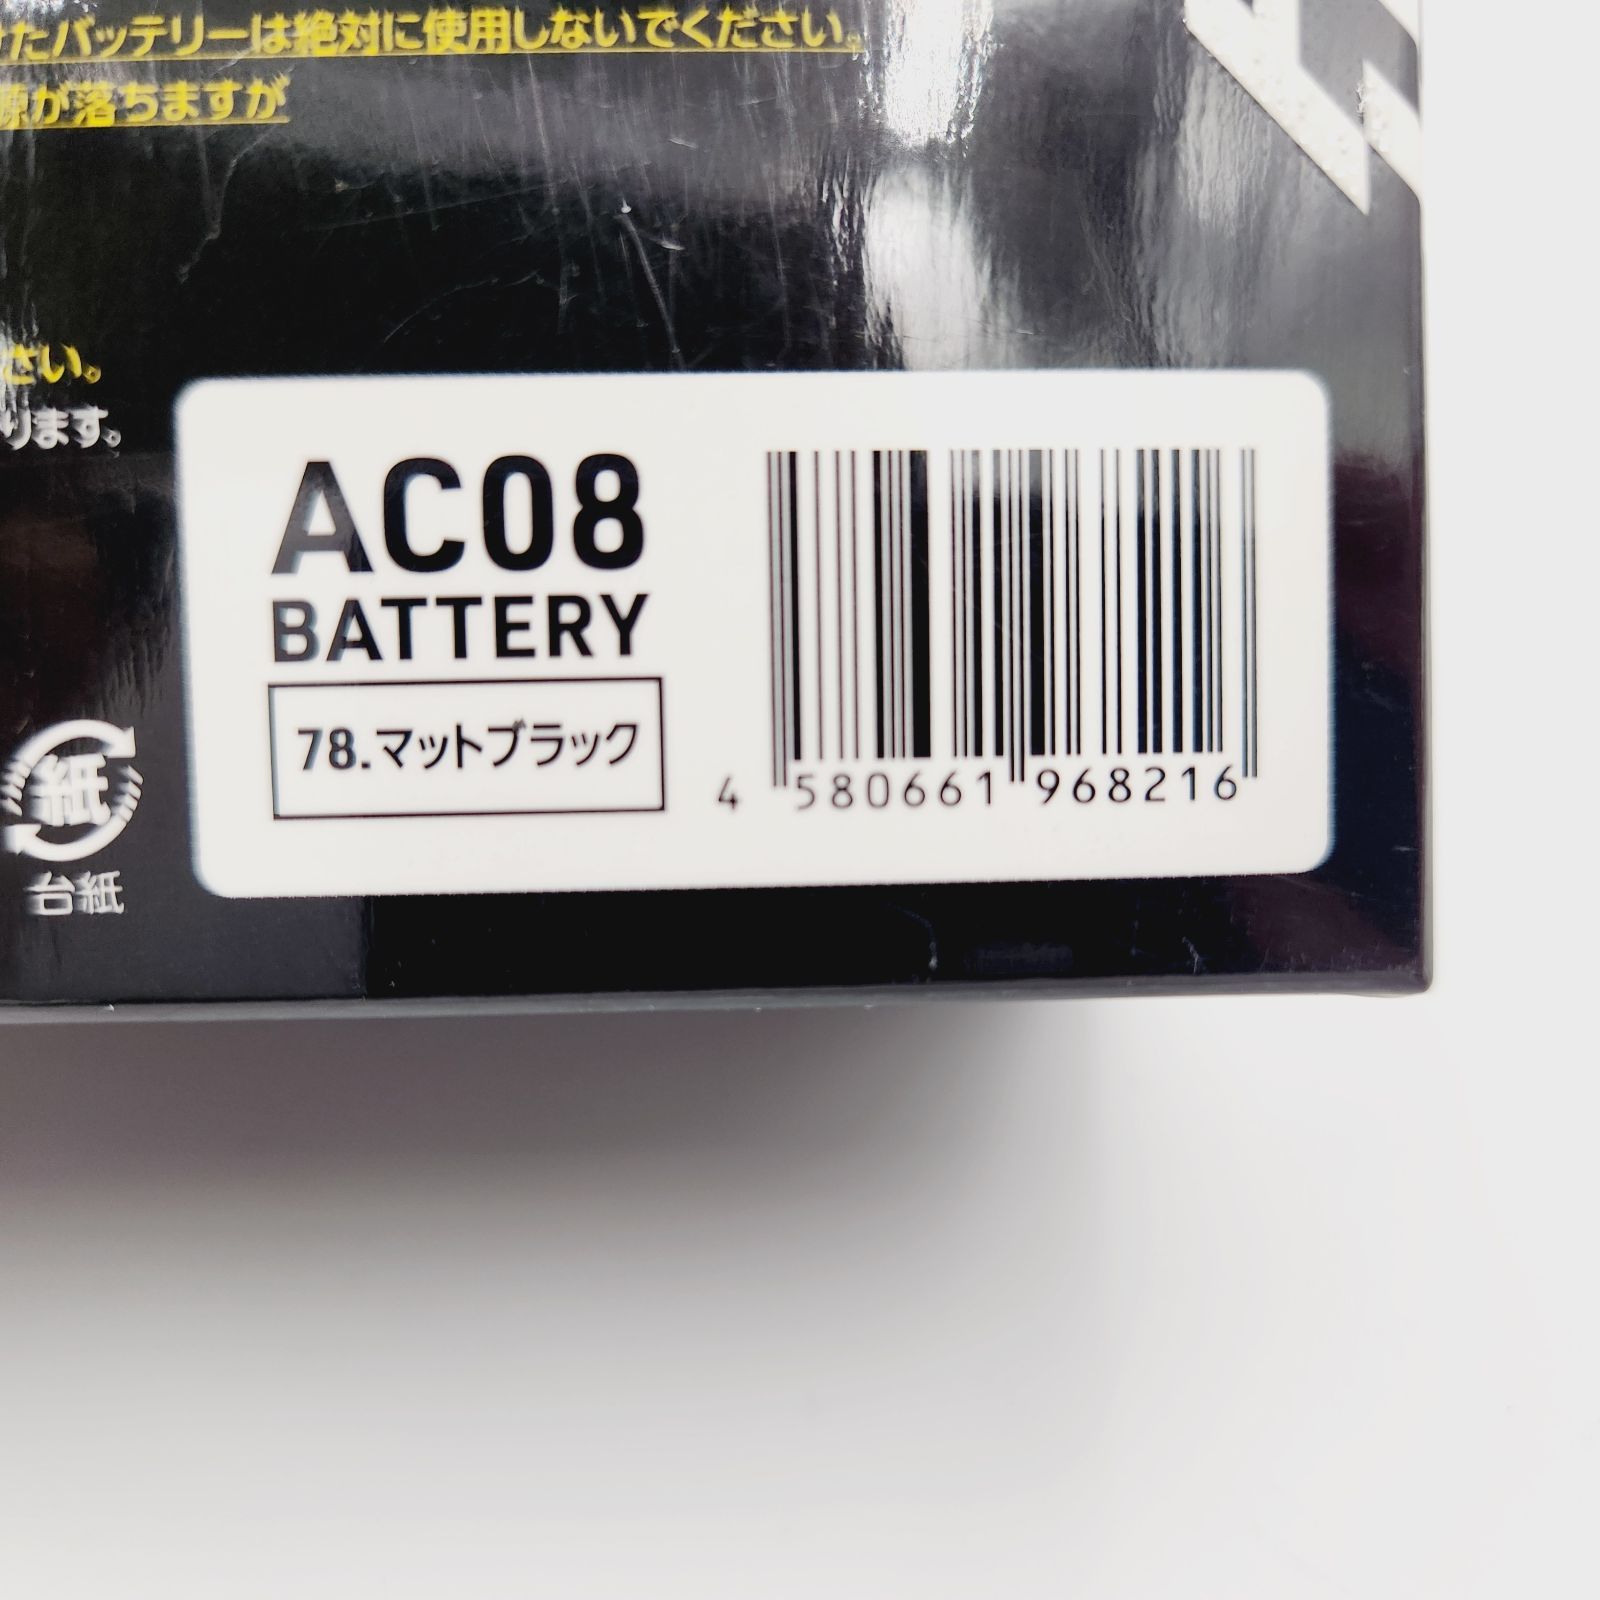 たバッテリーは絶対に使用しないでください。
源が落ちますが
さい。
ります。
AC08
BATTERY
78.マットブラック
4 580661 968216
紙
台紙